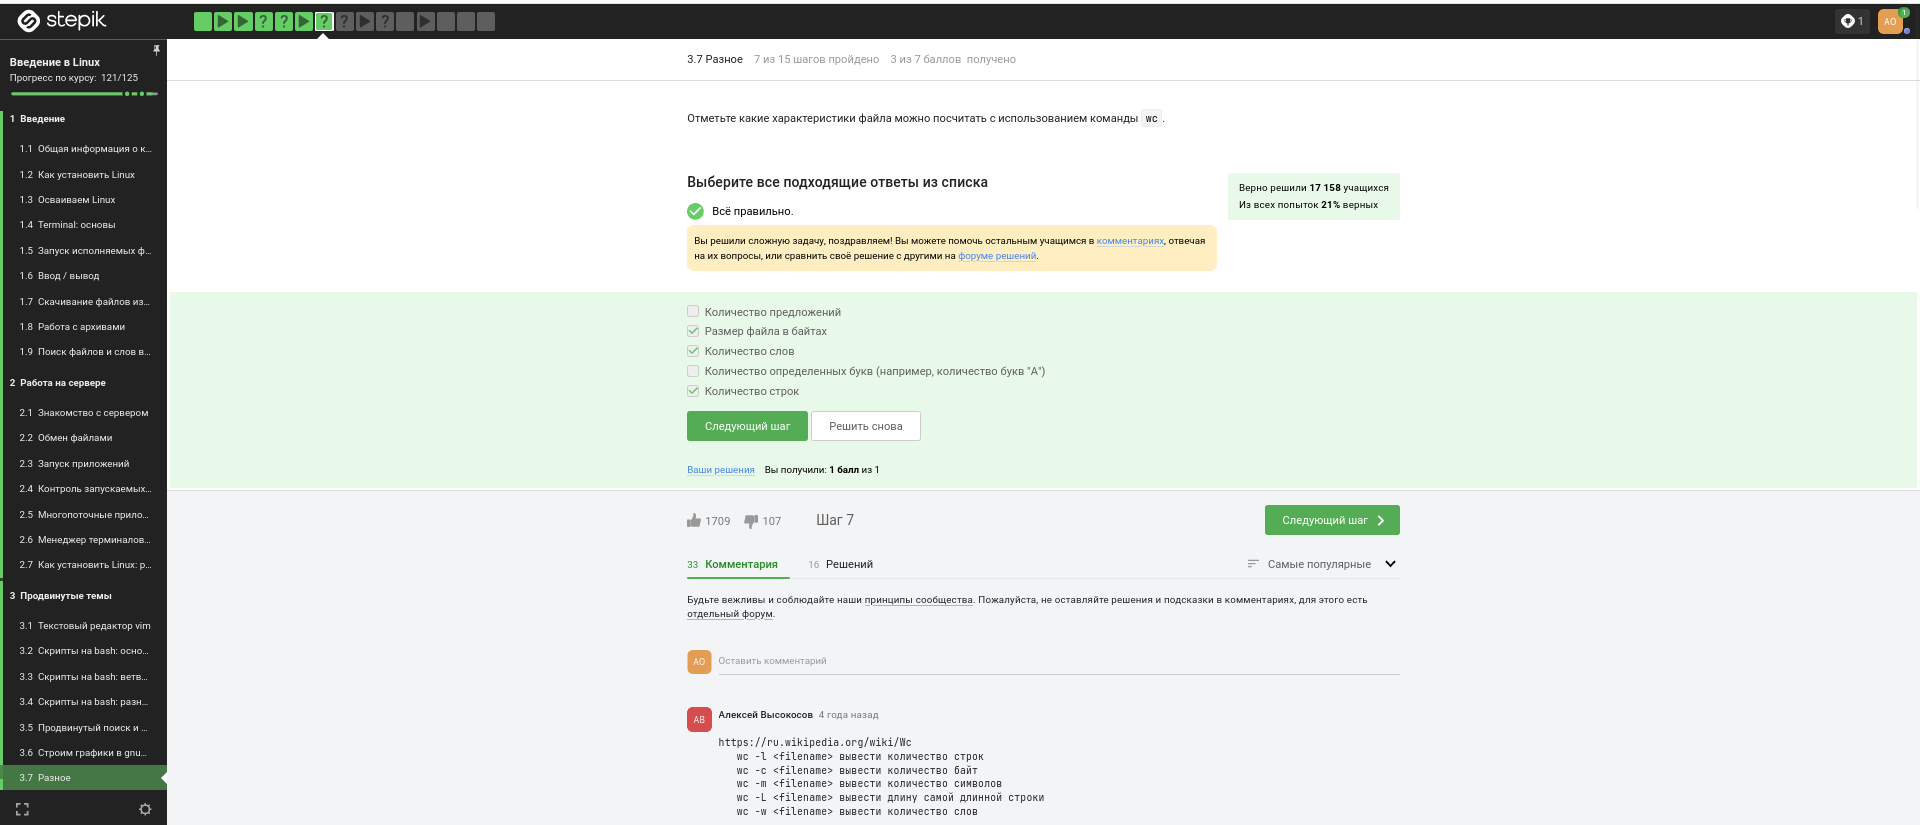 stepik
? ? ? ? ?
1
АО
1
Введение в Linux
Прогресс по курсу: 121/125
1 Введение
1.1 Общая информация о к...
1.2 Как установить Linux
1.3 Осваиваем Linux
1.4 Terminal: основы
1.5 Запуск исполняемых ф...
1.6 Ввод / вывод
1.7 Скачивание файлов из...
1.8 Работа с архивами
1.9 Поиск файлов и слов в...
2 Работа на сервере
2.1 Знакомство с сервером
2.2 Обмен файлами
2.3 Запуск приложений
2.4 Контроль запускаемых...
2.5 Многопоточные прило...
2.6 Менеджер терминалов...
2.7 Как установить Linux: р...
3 Продвинутые темы
3.1 Текстовый редактор vim
3.2 Скрипты на bash: осно...
3.3 Скрипты на bash: ветв...
3.4 Скрипты на bash: разн...
3.5 Продвинутый поиск и ...
3.6 Строим графики в gnu...
3.7 Разное
3.7 Разное 7 из 15 шагов пройдено 3 из 7 баллов получено
Отметьте какие характеристики файла можно посчитать с использованием команды wc .
Выберите все подходящие ответы из списка
Верно решили 17 158 учащихся
Из всех попыток 21% верных
Всё правильно.
Вы решили сложную задачу, поздравляем! Вы можете помочь остальным учащимся в комментариях, отвечая
на их вопросы, или сравнить своё решение с другими на форуме решений.
Количество предложений
Размер файла в байтах
Количество слов
Количество определенных букв (например, количество букв "А")
Количество строк
Следующий шаг Решить снова
Ваши решения Вы получили: 1 балл из 1
1709 107 Шаг 7
Следующий шаг
33 Комментария 16 Решений
Самые популярные
Будьте вежливы и соблюдайте наши принципы сообщества. Пожалуйста, не оставляйте решения и подсказки в комментариях, для этого есть
отдельный форум.
АО Оставить комментарий
АВ Алексей Высокосов 4 года назад
https://ru.wikipedia.org/wiki/Wc
wc -l <filename> вывести количество строк
wc -c <filename> вывести количество байт
wc -m <filename> вывести количество символов
wc -L <filename> вывести длину самой длинной строки
wc -w <filename> вывести количество слов